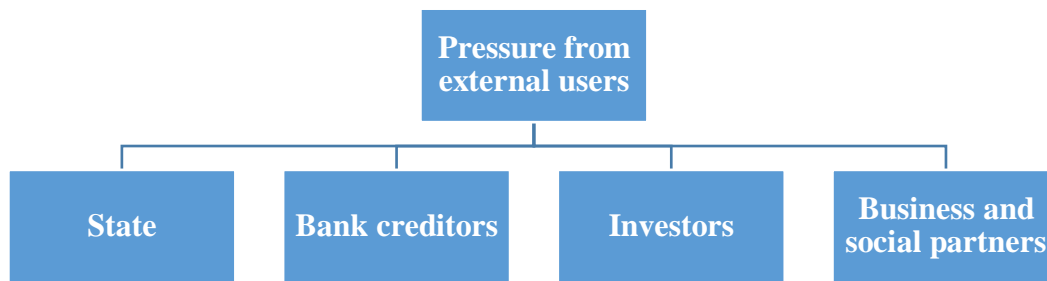 Pressure from
external users
State
Bank creditors
Investors
Business and
social partners